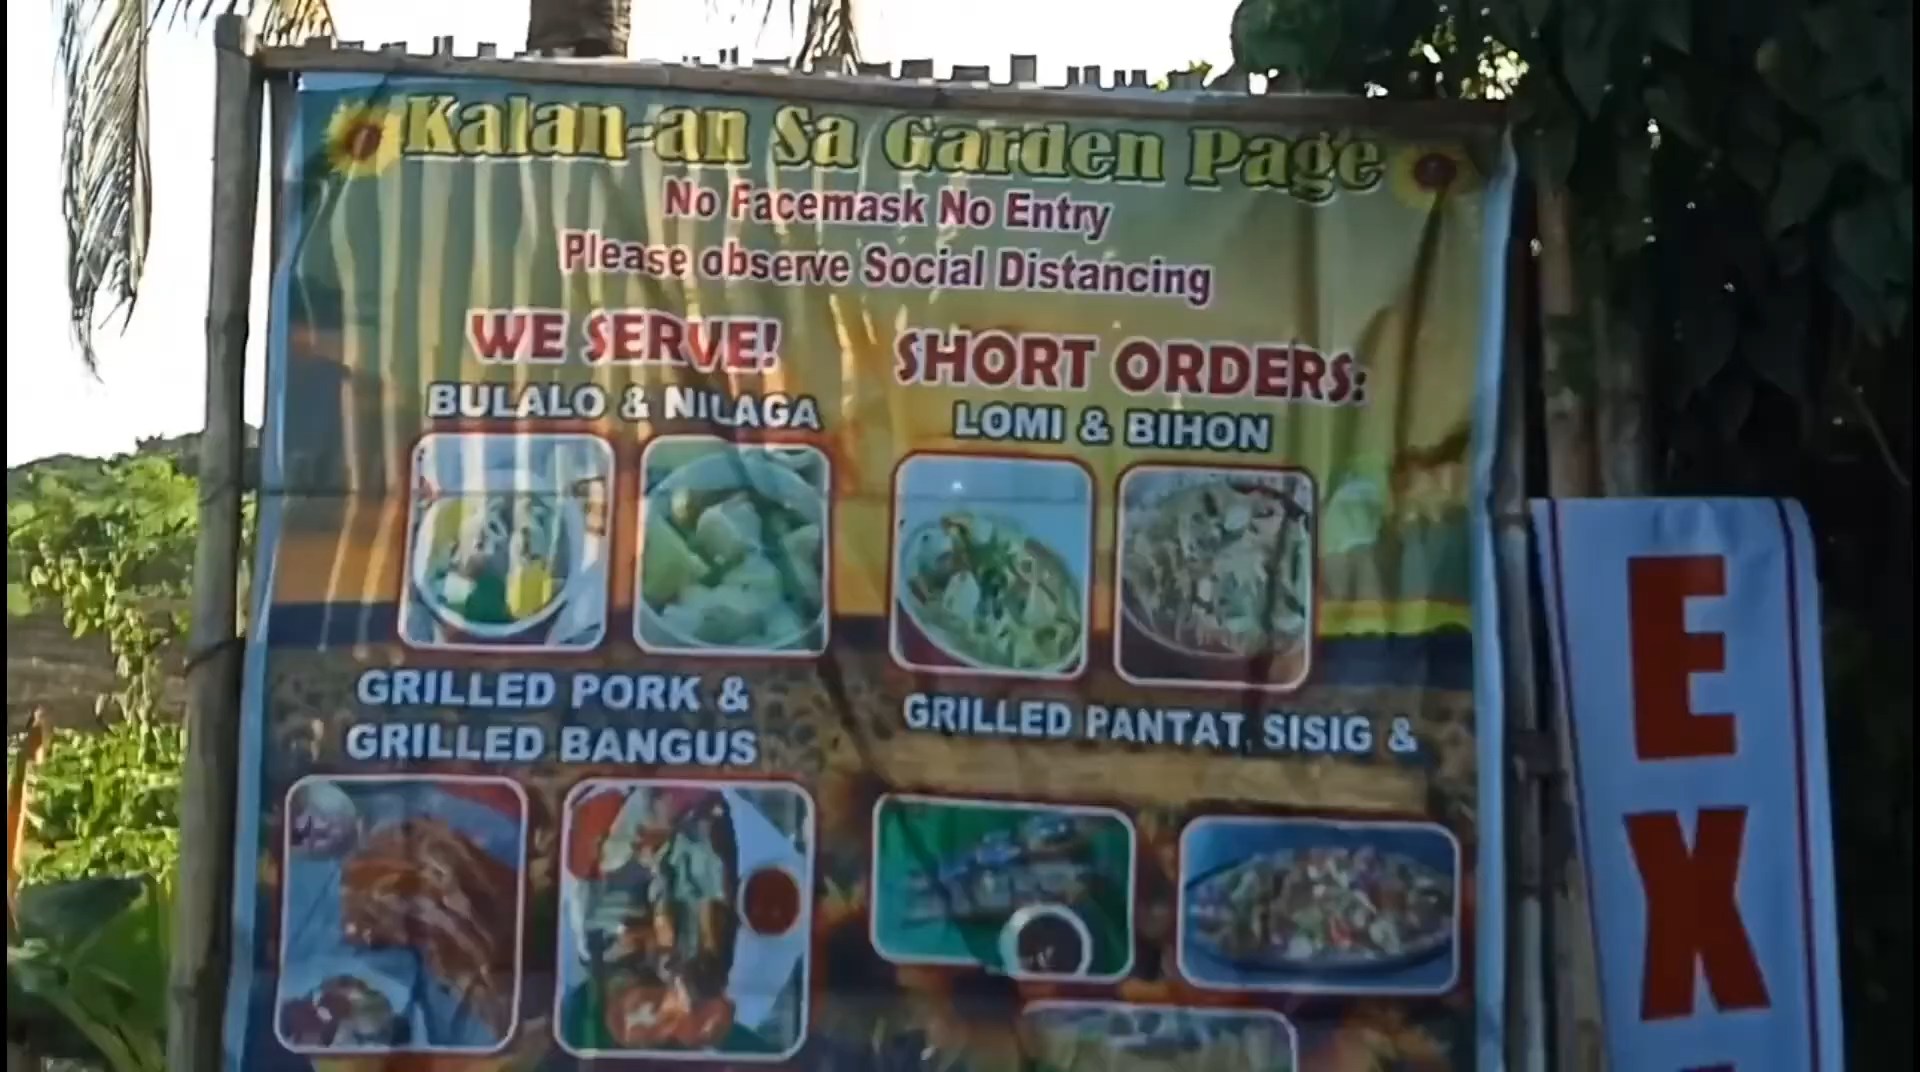 Kalan-an Sa Garden Page
No Facemask No Entry
Please observe Social Distancing
WE SERVE!
BULALO & NILAGA
GRILLED PORK &
GRILLED BANGUS
SHORT ORDERS:
LOMI & BIHON
GRILLED PANTAT, SISIG &
E
X